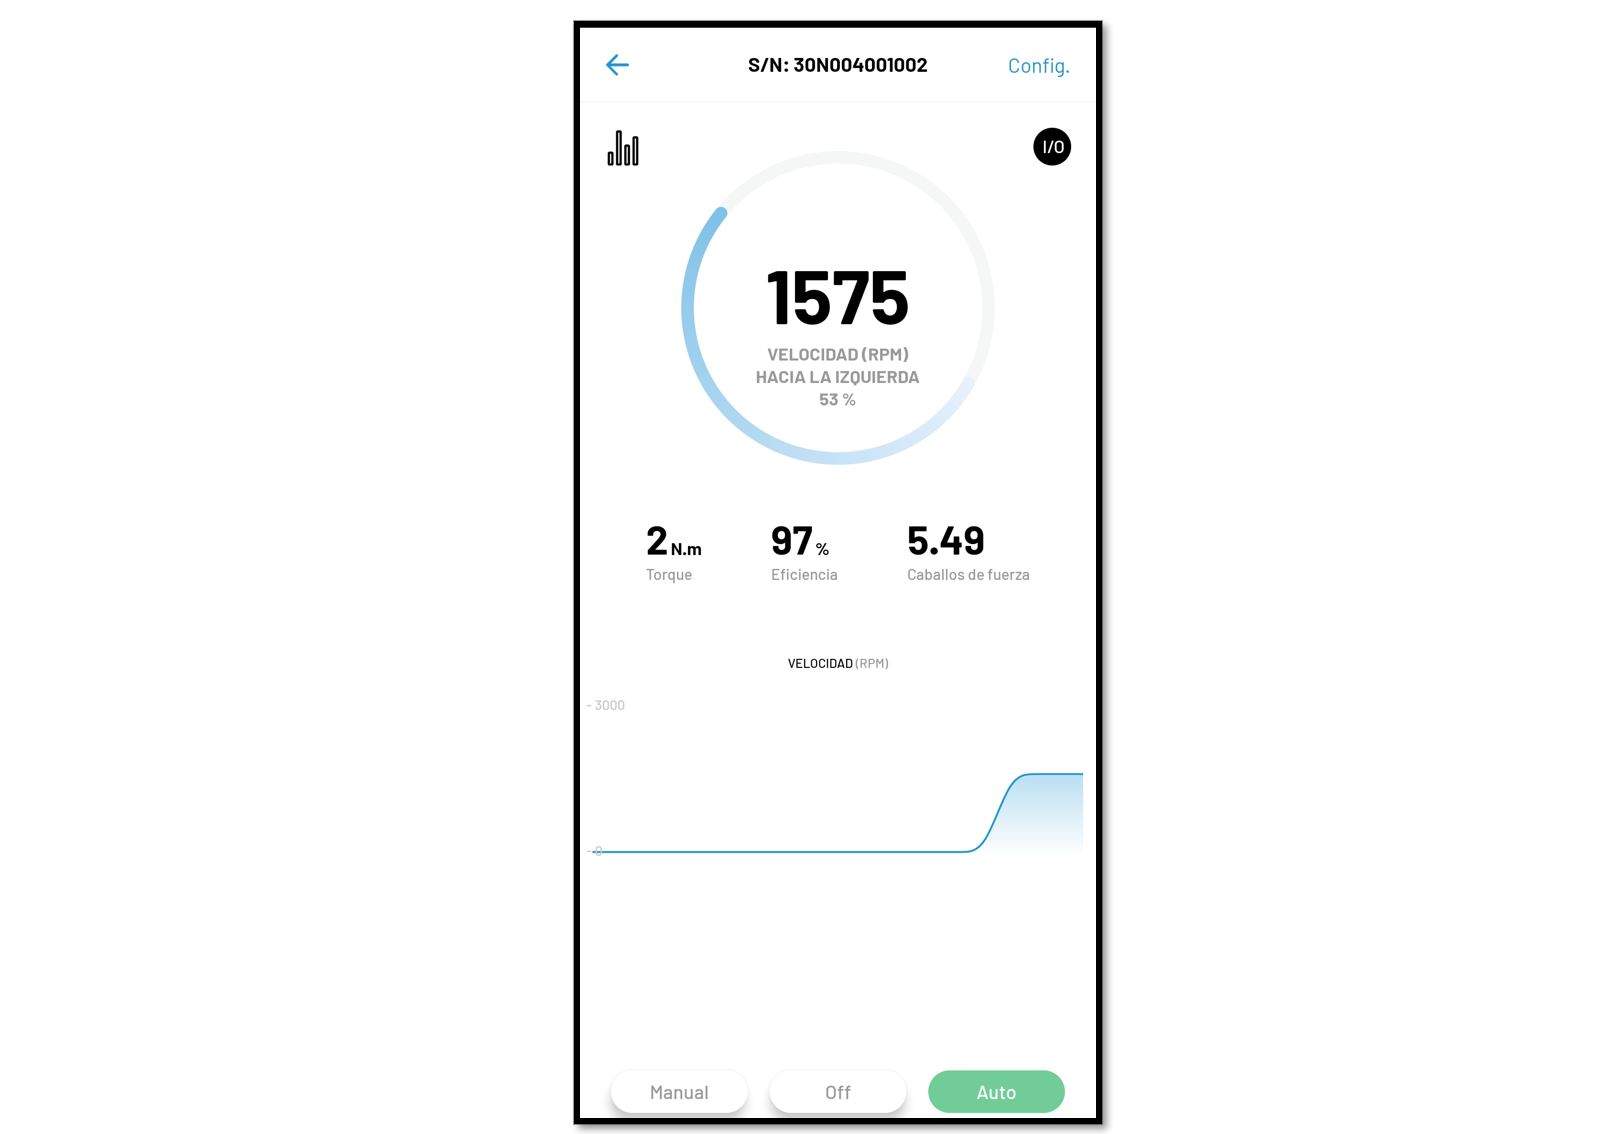 S/N: 30N004001002
Config.
I/O
1575
VELOCIDAD (RPM)
HACIA LA IZQUIERDA
53 %
2 N.m
Torque
97 %
Eficiencia
5.49
Caballos de fuerza
VELOCIDAD (RPM)
- 3000
- 0
Manual
Off
Auto